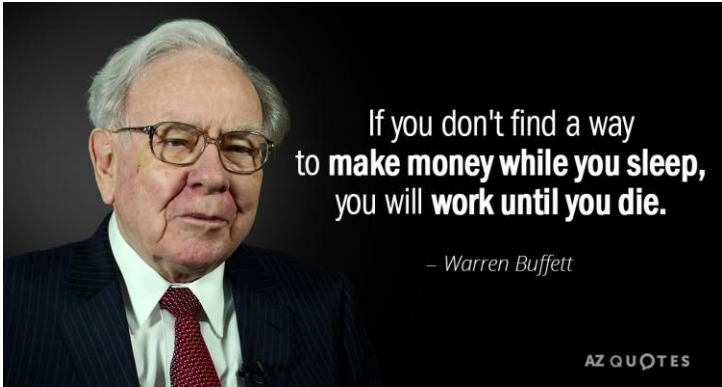 If you don't find a way
to make money while you sleep,
you will work until you die.
– Warren Buffett
AZ QUOTES